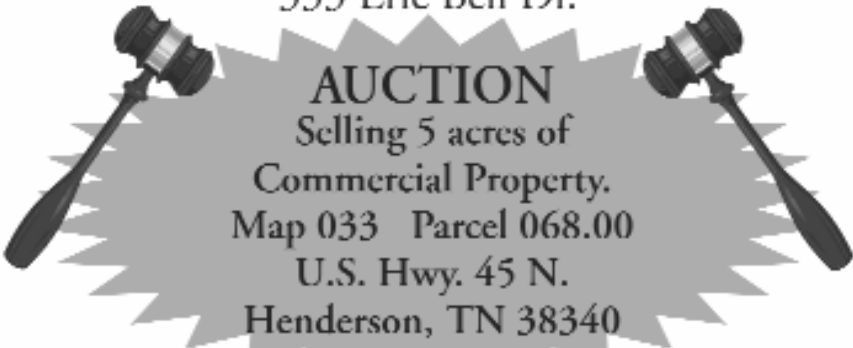 AUCTION
Selling 5 acres of
Commercial Property.
Map 033 Parcel 068.00
U.S. Hwy. 45 N.
Henderson, TN 38340